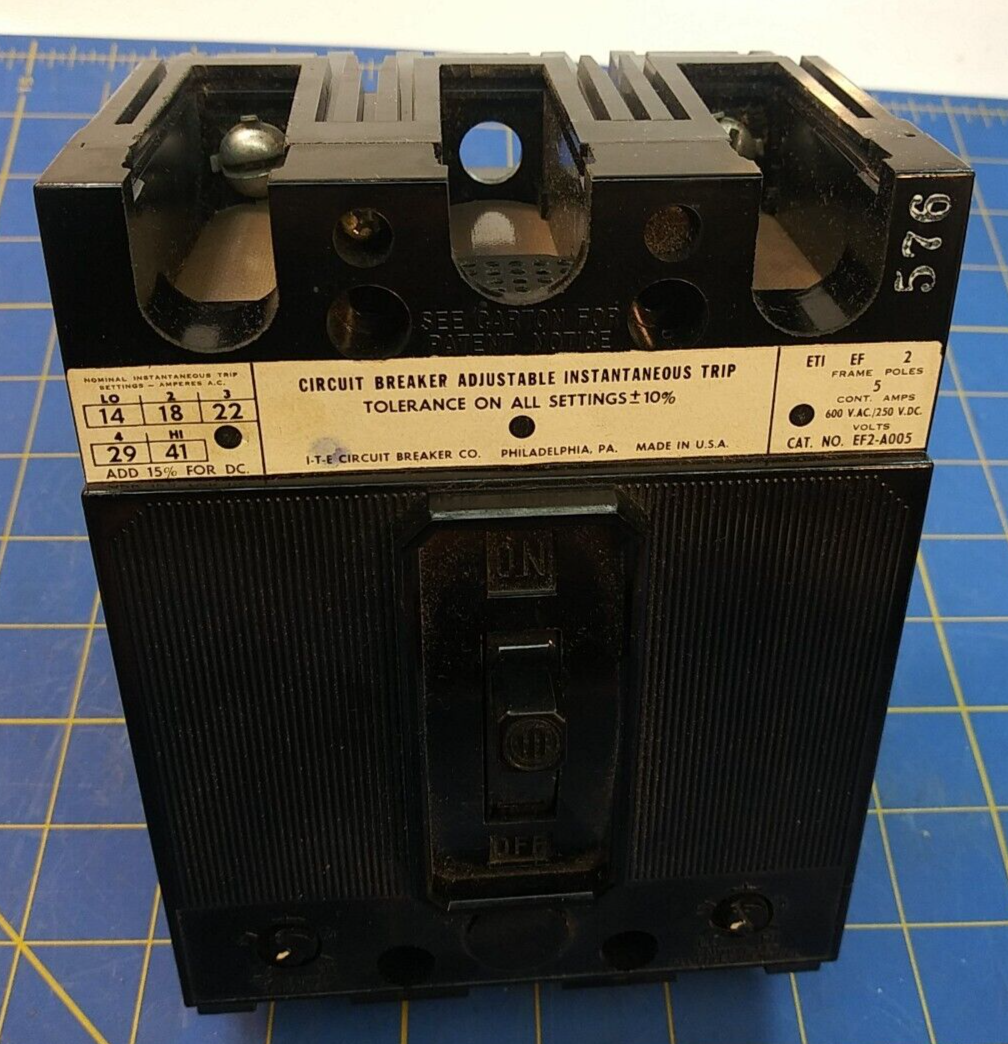 576
SEE CARTON FOR
PATENT NOTICE
NOMINAL INSTANTANEOUS TRIP
SETTINGS – AMPERES A.C.
LO 2 3
14 18 22
4 HI
29 41
ADD 15% FOR DC.
CIRCUIT BREAKER ADJUSTABLE INSTANTANEOUS TRIP
TOLERANCE ON ALL SETTINGS ± 10%
I-T-E CIRCUIT BREAKER CO. PHILADELPHIA, PA. MADE IN U.S.A.
ETI EF 2
FRAME POLES
5
CONT. AMPS
600 V.AC./250 V.DC.
VOLTS
CAT. NO. EF2-A005
ON
OFF